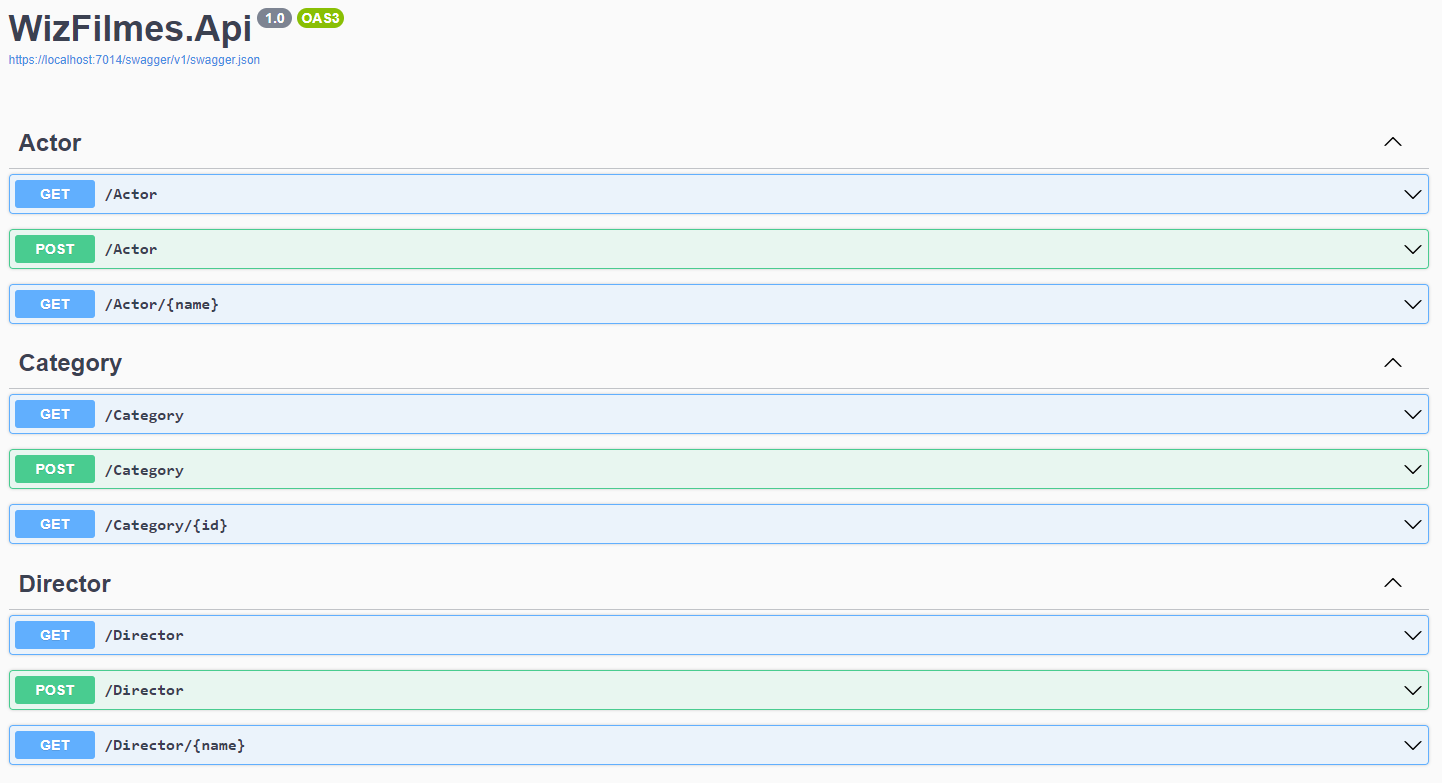 WizFilmes.Api 1.0 OAS3
https://localhost:7014/swagger/v1/swagger.json
Actor
GET /Actor
POST /Actor
GET /Actor/{name}
Category
GET /Category
POST /Category
GET /Category/{id}
Director
GET /Director
POST /Director
GET /Director/{name}